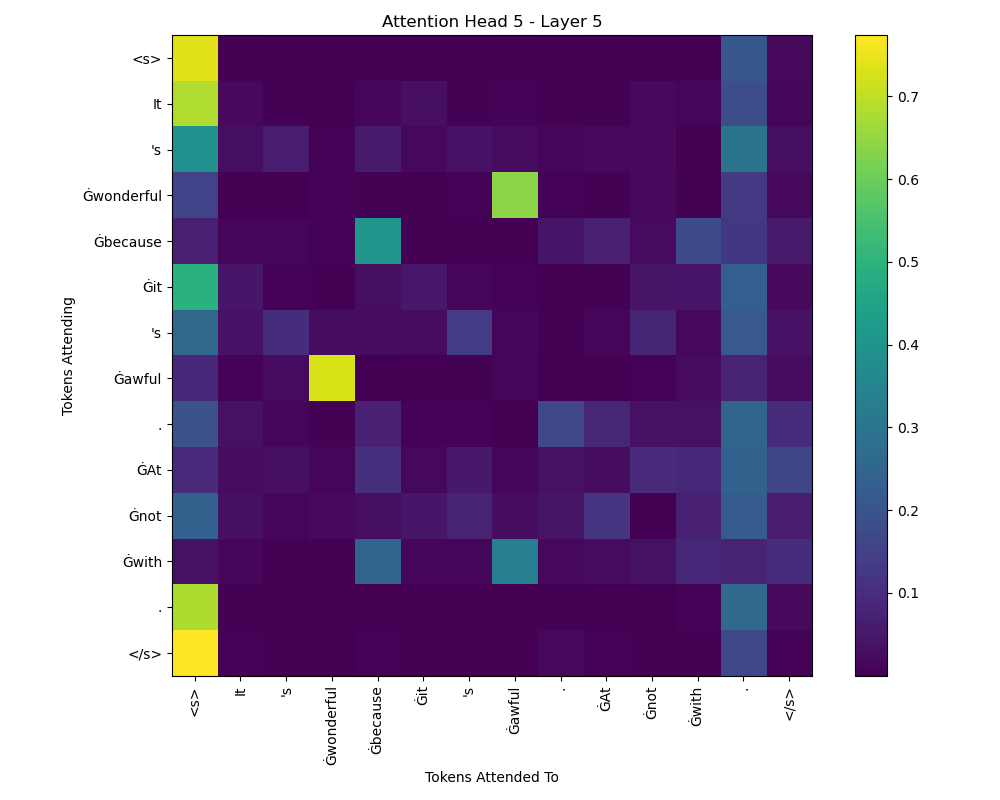 Attention Head 5 - Layer 5
<s>
It
's
Ġwonderful
Ġbecause
Ġit
's
Ġawful
.
ĠAt
Ġnot
Ġwith
.
</s>
Tokens Attending
<s>
It
's
Ġwonderful
Ġbecause
Ġit
's
Ġawful
.
ĠAt
Ġnot
Ġwith
.
</s>
Tokens Attended To
0.7
0.6
0.5
0.4
0.3
0.2
0.1